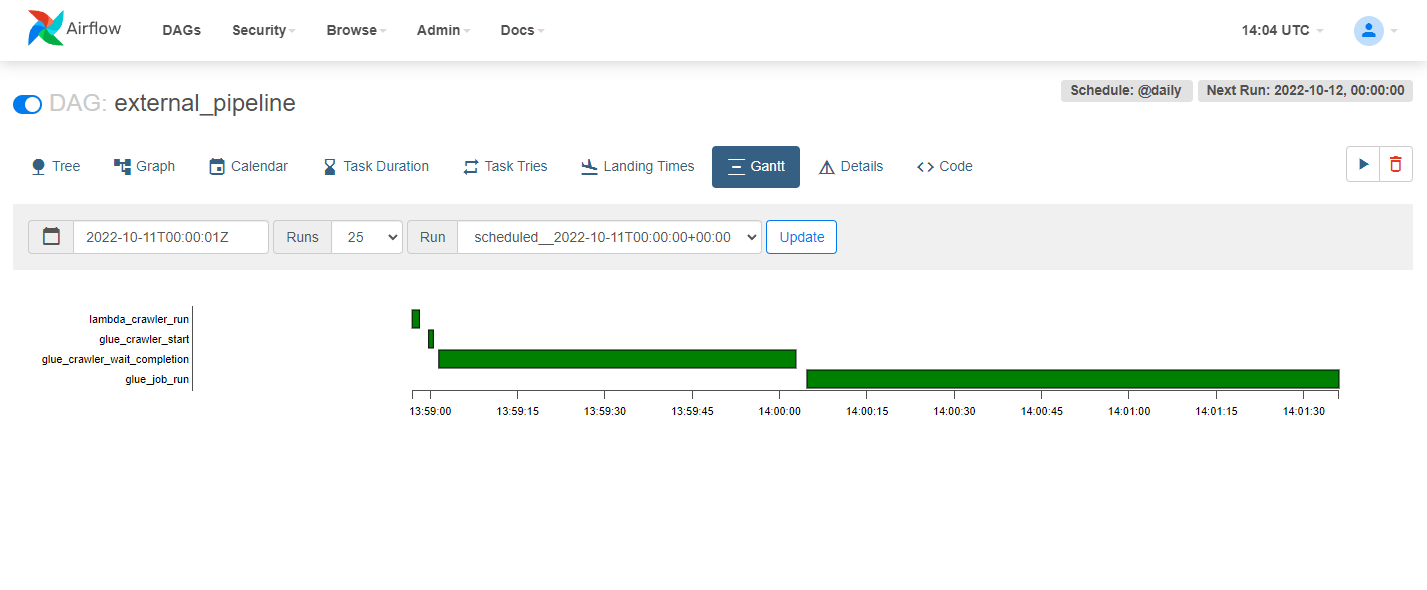 Airflow DAGs Security Browse Admin Docs 14:04 UTC
Schedule: @daily Next Run: 2022-10-12, 00:00:00
DAG: external_pipeline
Tree Graph Calendar Task Duration Task Tries Landing Times Gantt Details Code
2022-10-11T00:00:01Z Runs 25 Run scheduled__2022-10-11T00:00:00+00:00 Update
lambda_crawler_run
glue_crawler_start
glue_crawler_wait_completion
glue_job_run
13:59:00 13:59:15 13:59:30 13:59:45 14:00:00 14:00:15 14:00:30 14:00:45 14:01:00 14:01:15 14:01:30